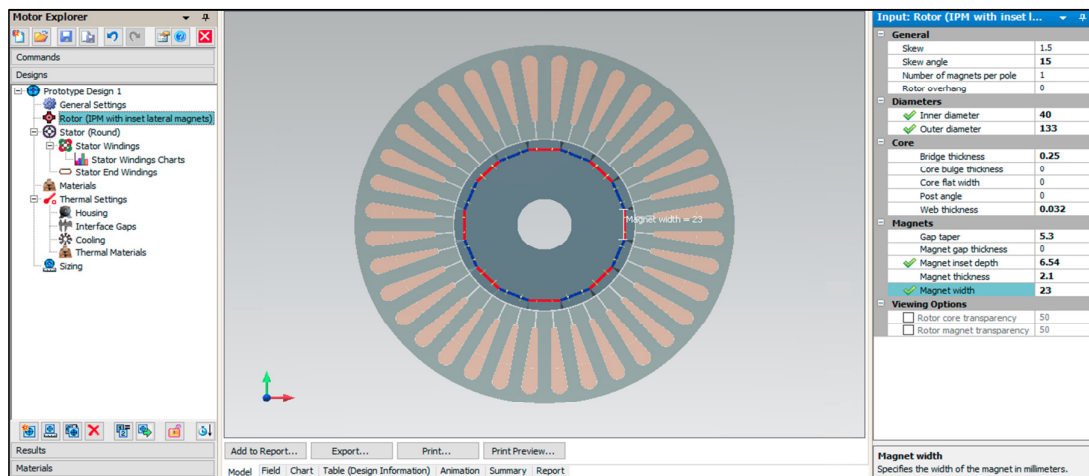 Motor Explorer
Commands
Designs
Prototype Design 1
General Settings
Rotor (IPM with inset lateral magnets)
Stator (Round)
Stator Windings
Stator Windings Charts
Stator End Windings
Materials
Thermal Settings
Housing
Interface Gaps
Cooling
Thermal Materials
Sizing
Results
Materials
Magnet width = 23
Add to Report...
Export...
Print...
Print Preview...
Model
Field
Chart
Table (Design Information)
Animation
Summary
Report
Input: Rotor (IPM with inset l...
General
Skew 1.5
Skew angle 15
Number of magnets per pole 1
Rotor overhang 0
Diameters
Inner diameter 40
Outer diameter 133
Core
Bridge thickness 0.25
Core bulge thickness 0
Core flat width 0
Post angle 0
Web thickness 0.032
Magnets
Gap taper 5.3
Magnet gap thickness 0
Magnet inset depth 6.54
Magnet thickness 2.1
Magnet width 23
Viewing Options
Rotor core transparency 50
Rotor magnet transparency 50
Magnet width
Specifies the width of the magnet in millimeters.